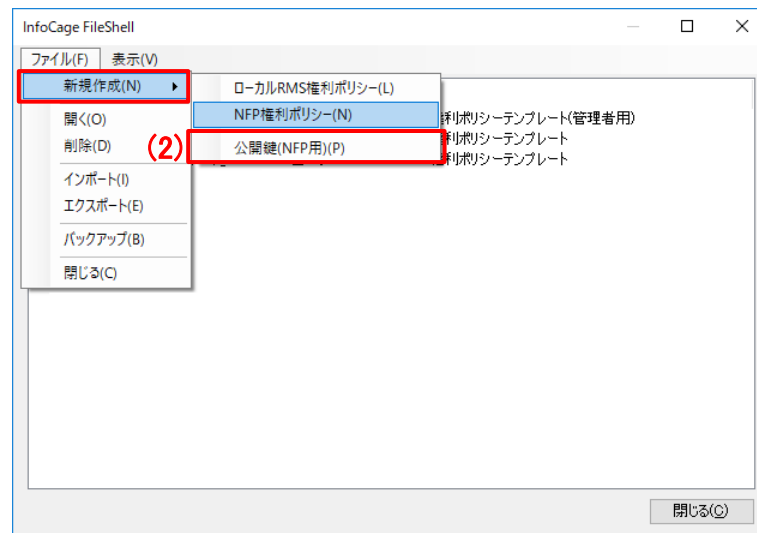 InfoCage FileShell
ファイル(F) 表示(V)
新規作成(N)
開く(O)
削除(D)
インポート(I)
エクスポート(E)
バックアップ(B)
閉じる(C)
ローカルRMS権利ポリシー(L)
NFP権利ポリシー(N)
公開鍵(NFP用)(P)
(2)
利ポリシーテンプレート(管理者用)
利ポリシーテンプレート
利ポリシーテンプレート
閉じる(C)